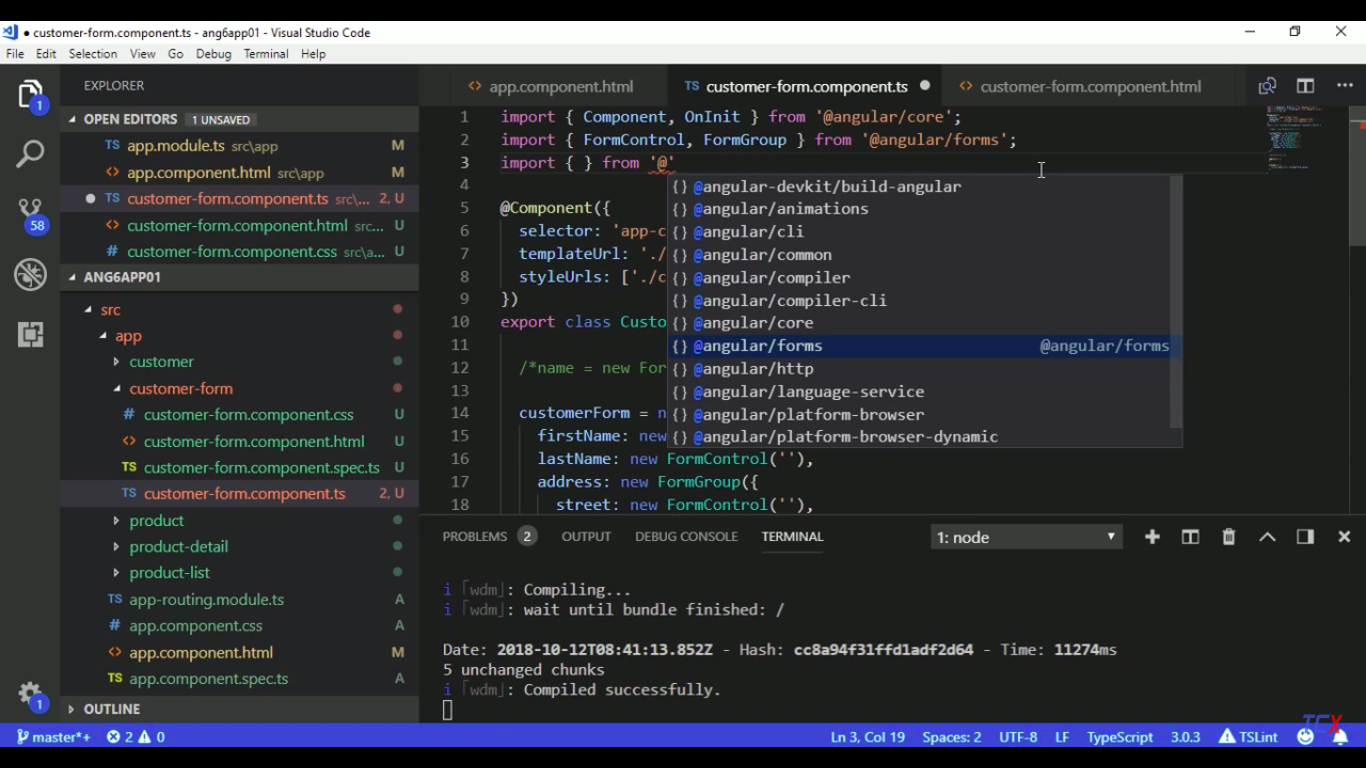 ● customer-form.component.ts - ang6app01 - Visual Studio Code
File Edit Selection View Go Debug Terminal Help
EXPLORER
OPEN EDITORS 1 UNSAVED
TS app.module.ts src\app M
<> app.component.html src\app M
● TS customer-form.component.ts src\... 2, U
<> customer-form.component.html src... U
# customer-form.component.css src\a... U
ANG6APP01
src
app
customer
customer-form
# customer-form.component.css U
<> customer-form.component.html U
TS customer-form.component.spec.ts U
TS customer-form.component.ts 2, U
product
product-detail
product-list
TS app-routing.module.ts A
# app.component.css A
<> app.component.html M
TS app.component.spec.ts A
OUTLINE
1
58
1
<> app.component.html TS customer-form.component.ts ● <> customer-form.component.html ...
1 import { Component, OnInit } from '@angular/core';
2 import { FormControl, FormGroup } from '@angular/forms';
3 import { } from '@'
4
5 @Component({
6 selector: 'app-c
7 templateUrl: './
8 styleUrls: ['./c
9 })
10 export class Custo
11
12 /*name = new For
13
14 customerForm = n
15 firstName: new
16 lastName: new FormControl(''),
17 address: new FormGroup({
18 street: new FormControl(''),
{} @angular-devkit/build-angular
{} @angular/animations
{} @angular/cli
{} @angular/common
{} @angular/compiler
{} @angular/compiler-cli
{} @angular/core
{} @angular/forms @angular/forms
{} @angular/http
{} @angular/language-service
{} @angular/platform-browser
{} @angular/platform-browser-dynamic
PROBLEMS 2 OUTPUT DEBUG CONSOLE TERMINAL 1: node
i ｢wdm｣: Compiling...
i ｢wdm｣: wait until bundle finished: /
Date: 2018-10-12T08:41:13.852Z - Hash: cc8a94f31ffd1adf2d64 - Time: 11274ms
5 unchanged chunks
i ｢wdm｣: Compiled successfully.
master*+ 2 0 Ln 3, Col 19 Spaces: 2 UTF-8 LF TypeScript 3.0.3 TSLint